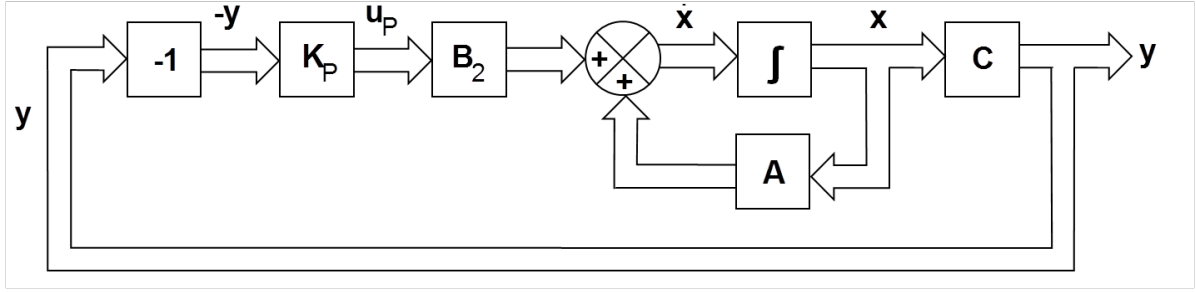 -y
u_P
ẋ
x
-1
K_P
B_2
+
+
∫
C
y
y
A